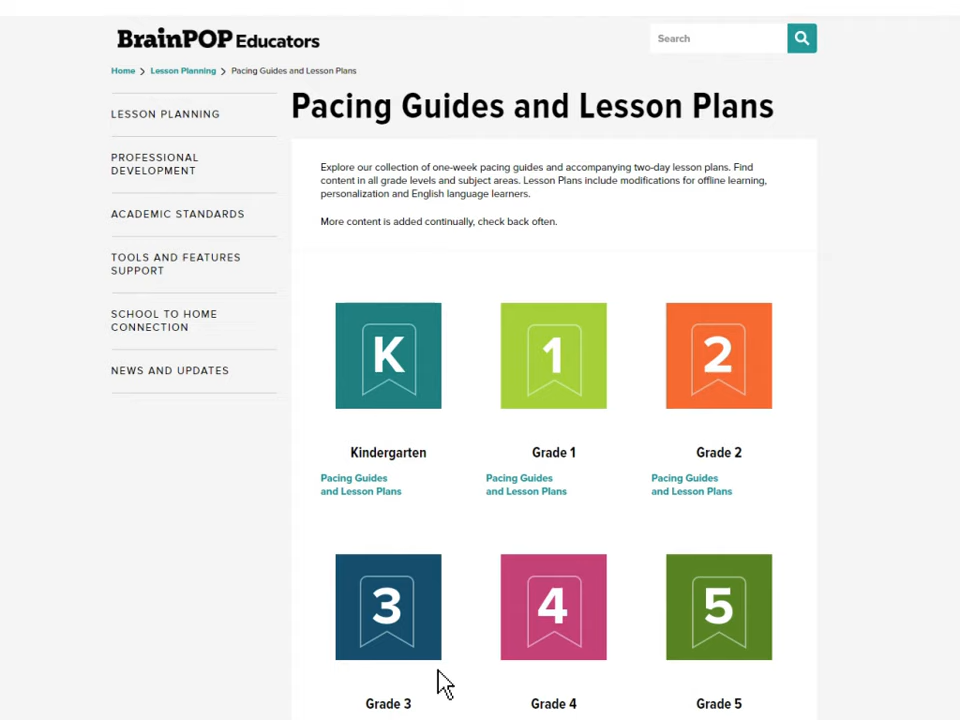 BrainPOP Educators
Search
Home > Lesson Planning > Pacing Guides and Lesson Plans
LESSON PLANNING
PROFESSIONAL
DEVELOPMENT
ACADEMIC STANDARDS
TOOLS AND FEATURES
SUPPORT
SCHOOL TO HOME
CONNECTION
NEWS AND UPDATES
Pacing Guides and Lesson Plans
Explore our collection of one-week pacing guides and accompanying two-day lesson plans. Find
content in all grade levels and subject areas. Lesson Plans include modifications for offline learning,
personalization and English language learners.
More content is added continually, check back often.
K 1 2
Kindergarten Grade 1 Grade 2
Pacing Guides Pacing Guides Pacing Guides
and Lesson Plans and Lesson Plans and Lesson Plans
3 4 5
Grade 3 Grade 4 Grade 5